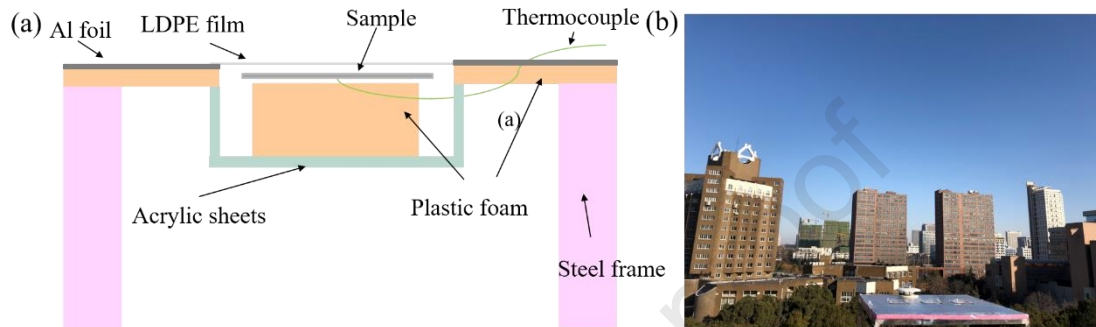 (a)
Al foil
LDPE film
Sample
Thermocouple
(b)
(a)
Acrylic sheets
Plastic foam
Steel frame